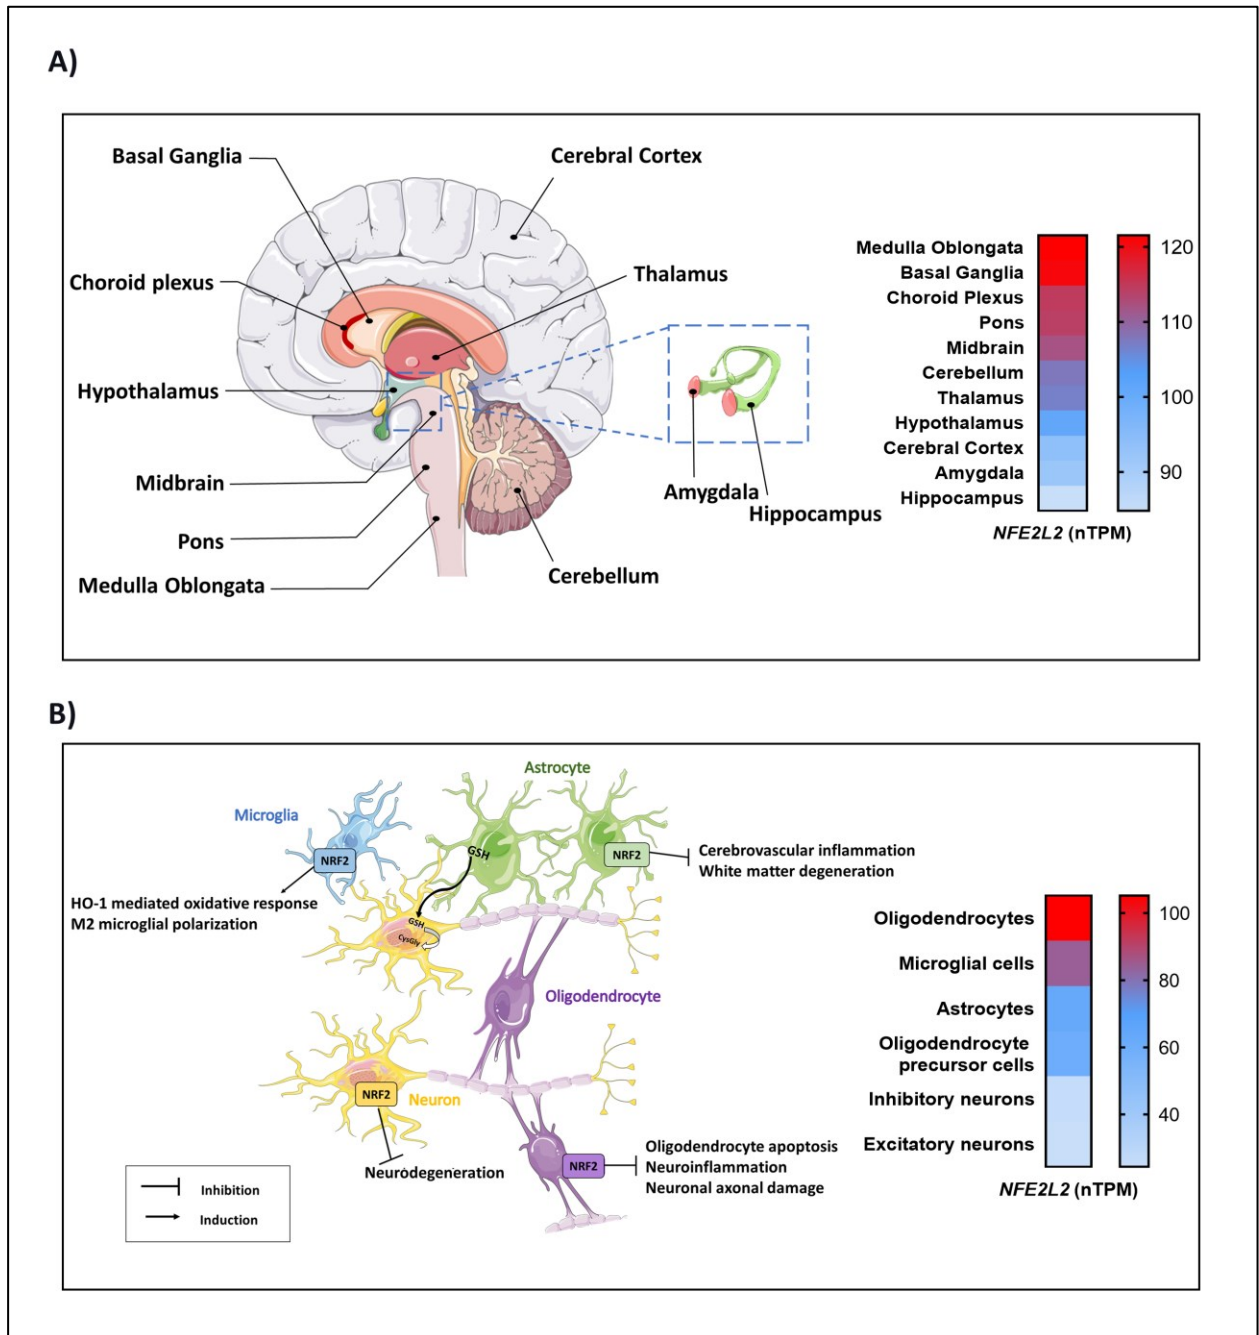 A)
Basal Ganglia
Cerebral Cortex
Choroid plexus
Thalamus
Hypothalamus
Midbrain
Pons
Medulla Oblongata
Cerebellum
Amygdala
Hippocampus
Medulla Oblongata
Basal Ganglia
Choroid Plexus
Pons
Midbrain
Cerebellum
Thalamus
Hypothalamus
Cerebral Cortex
Amygdala
Hippocampus
120
110
100
90
NFE2L2 (nTPM)
B)
Astrocyte
Microglia
NRF2
GSH
NRF2
Cerebrovascular inflammation
White matter degeneration
HO-1 mediated oxidative response
M2 microglial polarization
GSH
CysGly
Oligodendrocyte
NRF2
Neuron
Neurodegeneration
NRF2
Oligodendrocyte apoptosis
Neuroinflammation
Neuronal axonal damage
Inhibition
Induction
Oligodendrocytes
Microglial cells
Astrocytes
Oligodendrocyte
precursor cells
Inhibitory neurons
Excitatory neurons
100
80
60
40
NFE2L2 (nTPM)